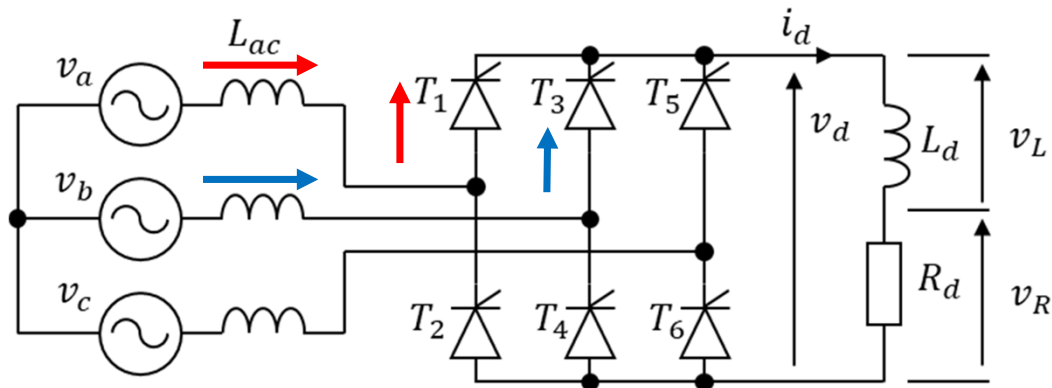 L_ac
v_a
v_b
v_c
T_1
T_3
T_5
T_2
T_4
T_6
i_d
v_d
L_d
v_L
R_d
v_R